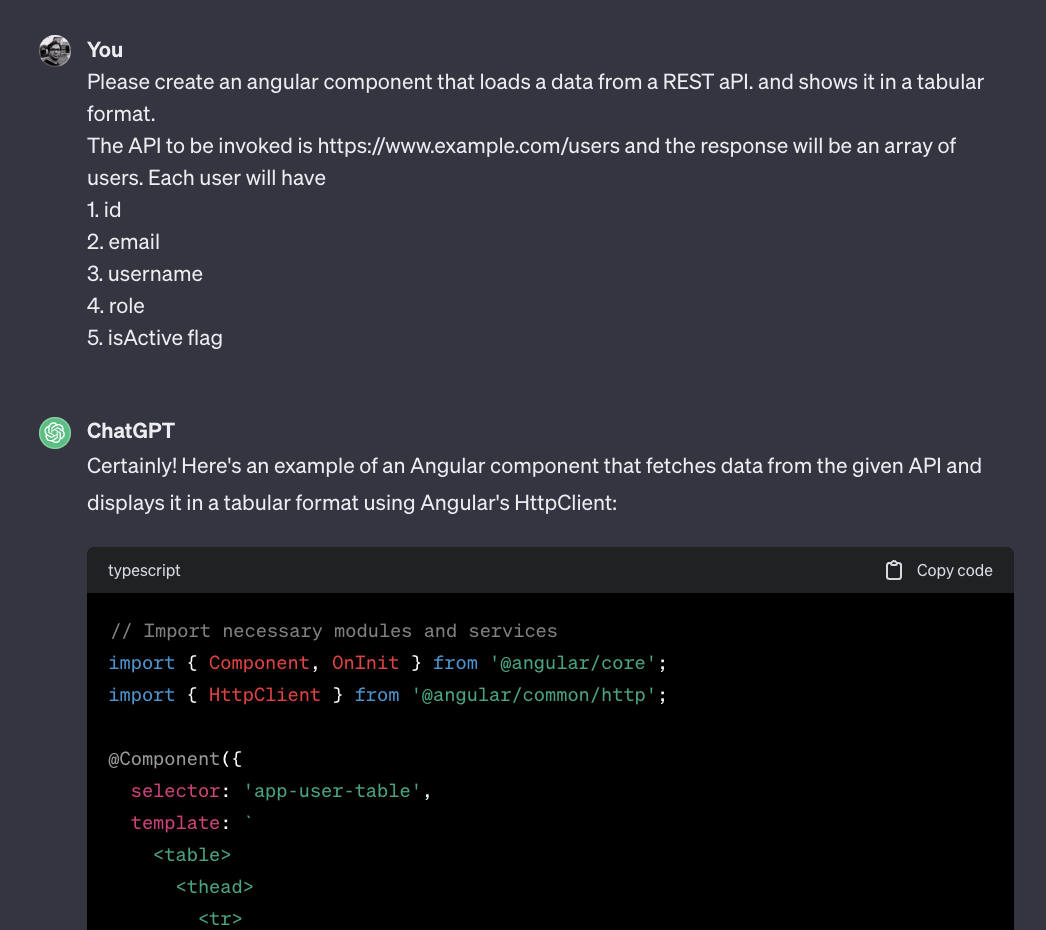 You
Please create an angular component that loads a data from a REST aPI. and shows it in a tabular
format.
The API to be invoked is https://www.example.com/users and the response will be an array of
users. Each user will have
1. id
2. email
3. username
4. role
5. isActive flag
ChatGPT
Certainly! Here's an example of an Angular component that fetches data from the given API and
displays it in a tabular format using Angular's HttpClient:
typescript Copy code
// Import necessary modules and services
import { Component, OnInit } from '@angular/core';
import { HttpClient } from '@angular/common/http';
@Component({
selector: 'app-user-table',
template: `
<table>
<thead>
<tr>